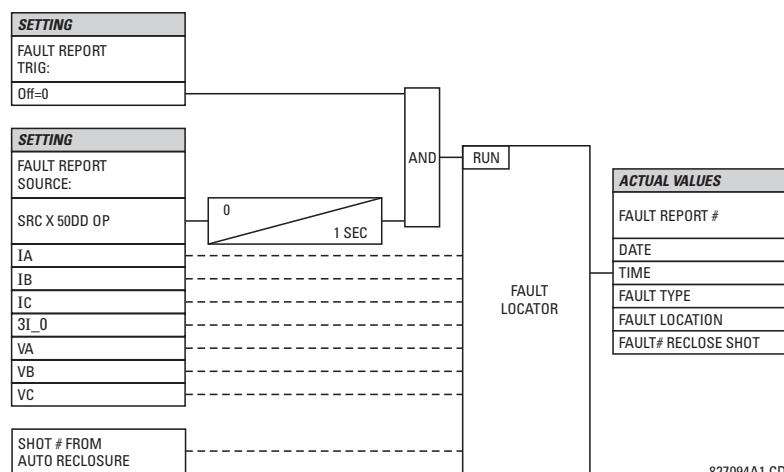 SETTING
FAULT REPORT
TRIG:
Off=0
SETTING
FAULT REPORT
SOURCE:
SRC X 50DD OP
IA
IB
IC
3I_0
VA
VB
VC
SHOT # FROM
AUTO RECLOSURE
0
1 SEC
AND
RUN
FAULT
LOCATOR
ACTUAL VALUES
FAULT REPORT #
DATE
TIME
FAULT TYPE
FAULT LOCATION
FAULT# RECLOSE SHOT